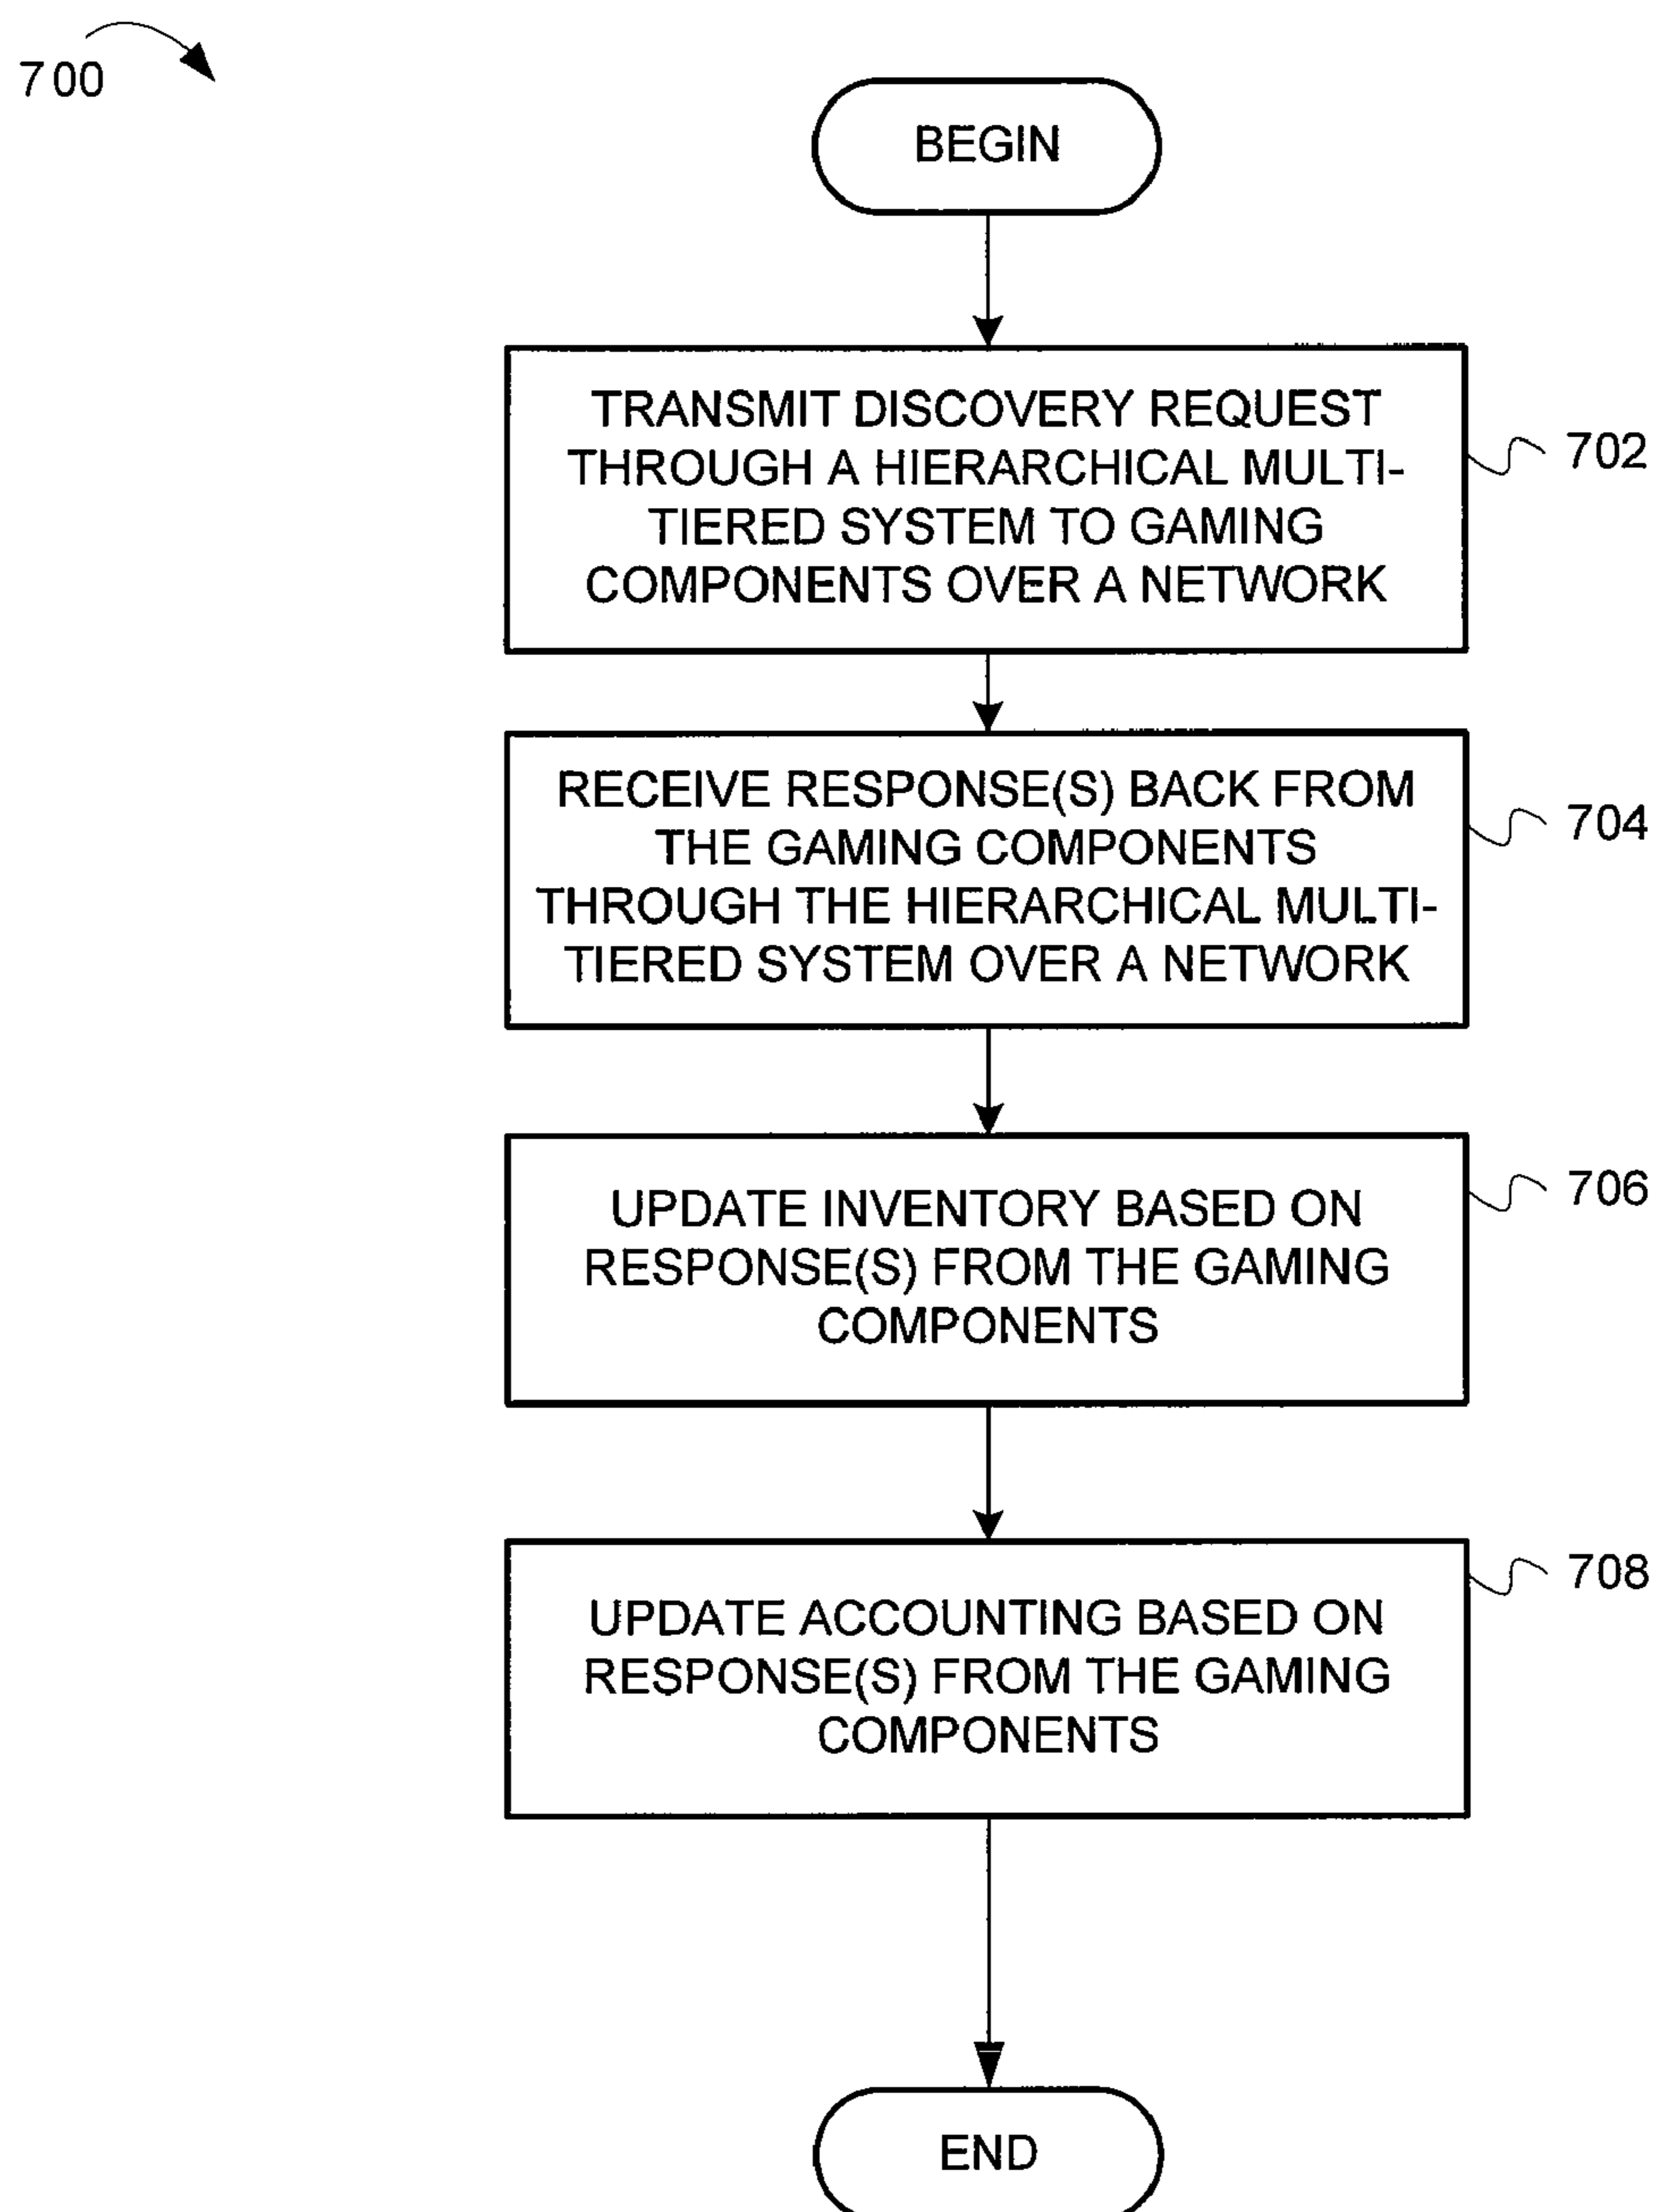 700
BEGIN
TRANSMIT DISCOVERY REQUEST
THROUGH A HIERARCHICAL MULTI-
TIERED SYSTEM TO GAMING
COMPONENTS OVER A NETWORK
702
RECEIVE RESPONSE(S) BACK FROM
THE GAMING COMPONENTS
THROUGH THE HIERARCHICAL MULTI-
TIERED SYSTEM OVER A NETWORK
704
UPDATE INVENTORY BASED ON
RESPONSE(S) FROM THE GAMING
COMPONENTS
706
UPDATE ACCOUNTING BASED ON
RESPONSE(S) FROM THE GAMING
COMPONENTS
708
END